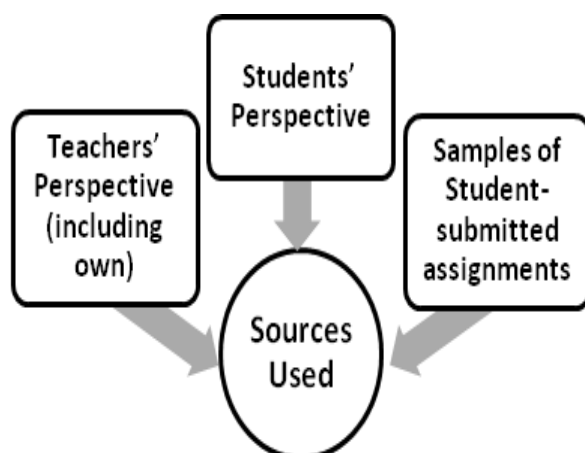 Students'
Perspective
Teachers'
Perspective
(including
own)
Samples of
Student-
submitted
assignments
Sources
Used